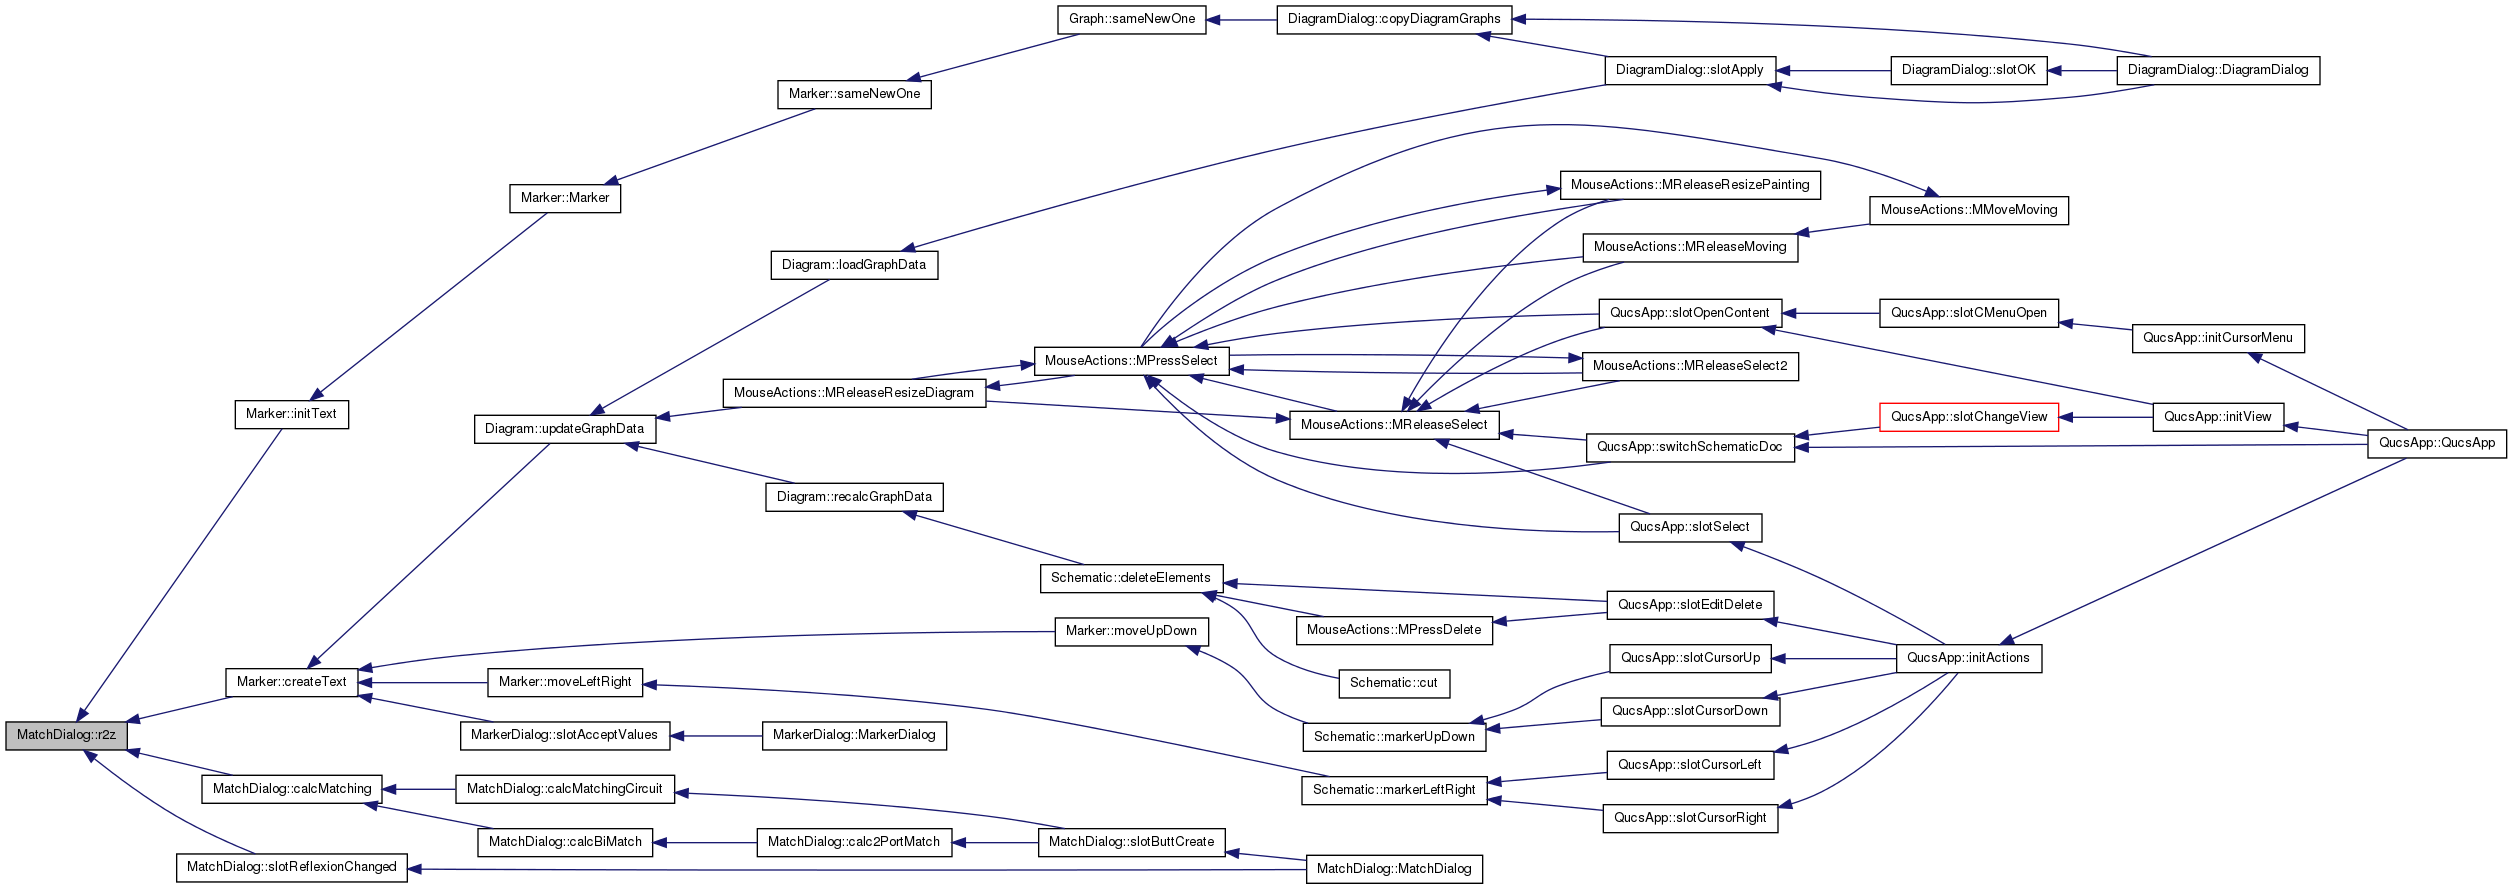 Graph::sameNewOne
DiagramDialog::copyDiagramGraphs
DiagramDialog::slotApply
DiagramDialog::slotOK
DiagramDialog::DiagramDialog
Marker::sameNewOne
Marker::Marker
MouseActions::MReleaseResizePainting
MouseActions::MMoveMoving
MouseActions::MReleaseMoving
Diagram::loadGraphData
QucsApp::slotOpenContent
QucsApp::slotCMenuOpen
QucsApp::initCursorMenu
MouseActions::MPressSelect
MouseActions::MReleaseSelect2
MouseActions::MReleaseResizeDiagram
Marker::initText
Diagram::updateGraphData
MouseActions::MReleaseSelect
QucsApp::slotChangeView
QucsApp::initView
QucsApp::switchSchematicDoc
QucsApp::QucsApp
Diagram::recalcGraphData
QucsApp::slotSelect
Schematic::deleteElements
QucsApp::slotEditDelete
Marker::moveUpDown
MouseActions::MPressDelete
QucsApp::slotCursorUp
QucsApp::initActions
Marker::createText
Marker::moveLeftRight
Schematic::cut
QucsApp::slotCursorDown
MatchDialog::r2z
MarkerDialog::slotAcceptValues
MarkerDialog::MarkerDialog
Schematic::markerUpDown
QucsApp::slotCursorLeft
MatchDialog::calcMatching
MatchDialog::calcMatchingCircuit
Schematic::markerLeftRight
QucsApp::slotCursorRight
MatchDialog::calcBiMatch
MatchDialog::calc2PortMatch
MatchDialog::slotButtCreate
MatchDialog::slotReflexionChanged
MatchDialog::MatchDialog